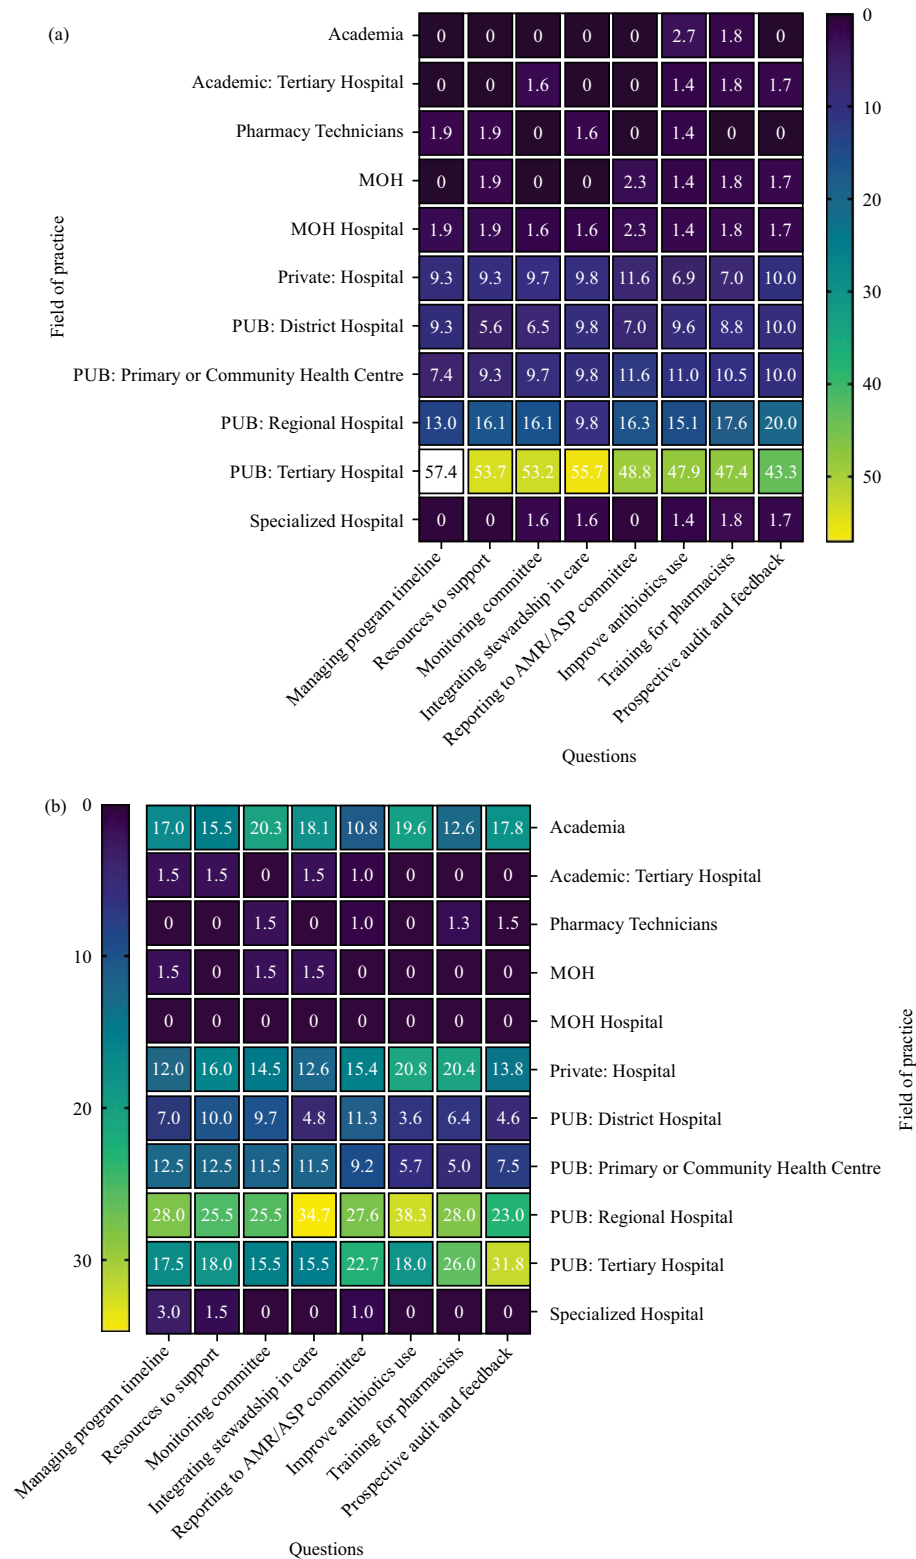 (a)
Field of practice
Academia 0 0 0 0 0 2.7 1.8 0
Academic: Tertiary Hospital 0 0 1.6 0 0 1.4 1.8 1.7
Pharmacy Technicians 1.9 1.9 0 1.6 0 1.4 0 0
MOH 0 1.9 0 0 2.3 1.4 1.8 1.7
MOH Hospital 1.9 1.9 1.6 1.6 2.3 1.4 1.8 1.7
Private: Hospital 9.3 9.3 9.7 9.8 11.6 6.9 7.0 10.0
PUB: District Hospital 9.3 5.6 6.5 9.8 7.0 9.6 8.8 10.0
PUB: Primary or Community Health Centre 7.4 9.3 9.7 9.8 11.6 11.0 10.5 10.0
PUB: Regional Hospital 13.0 16.1 16.1 9.8 16.3 15.1 17.6 20.0
PUB: Tertiary Hospital 57.4 53.7 53.2 55.7 48.8 47.9 47.4 43.3
Specialized Hospital 0 0 1.6 1.6 0 1.4 1.8 1.7
0
10
20
30
40
50
Managing program timeline
Resources to support
Monitoring committee
Integrating stewardship in care
Reporting to AMR/ASP committee
Improve antibiotics use
Training for pharmacists
Prospective audit and feedback
Questions
(b)
0
10
20
30
17.0 15.5 20.3 18.1 10.8 19.6 12.6 17.8 Academia
1.5 1.5 0 1.5 1.0 0 0 0 Academic: Tertiary Hospital
0 0 1.5 0 1.0 0 1.3 1.5 Pharmacy Technicians
1.5 0 1.5 1.5 0 0 0 0 MOH
0 0 0 0 0 0 0 0 MOH Hospital
12.0 16.0 14.5 12.6 15.4 20.8 20.4 13.8 Private: Hospital
7.0 10.0 9.7 4.8 11.3 3.6 6.4 4.6 PUB: District Hospital
12.5 12.5 11.5 11.5 9.2 5.7 5.0 7.5 PUB: Primary or Community Health Centre
28.0 25.5 25.5 34.7 27.6 38.3 28.0 23.0 PUB: Regional Hospital
17.5 18.0 15.5 15.5 22.7 18.0 26.0 31.8 PUB: Tertiary Hospital
3.0 1.5 0 0 1.0 0 0 0 Specialized Hospital
Field of practice
Managing program timeline
Resources to support
Monitoring committee
Integrating stewardship in care
Reporting to AMR/ASP committee
Improve antibiotics use
Training for pharmacists
Prospective audit and feedback
Questions